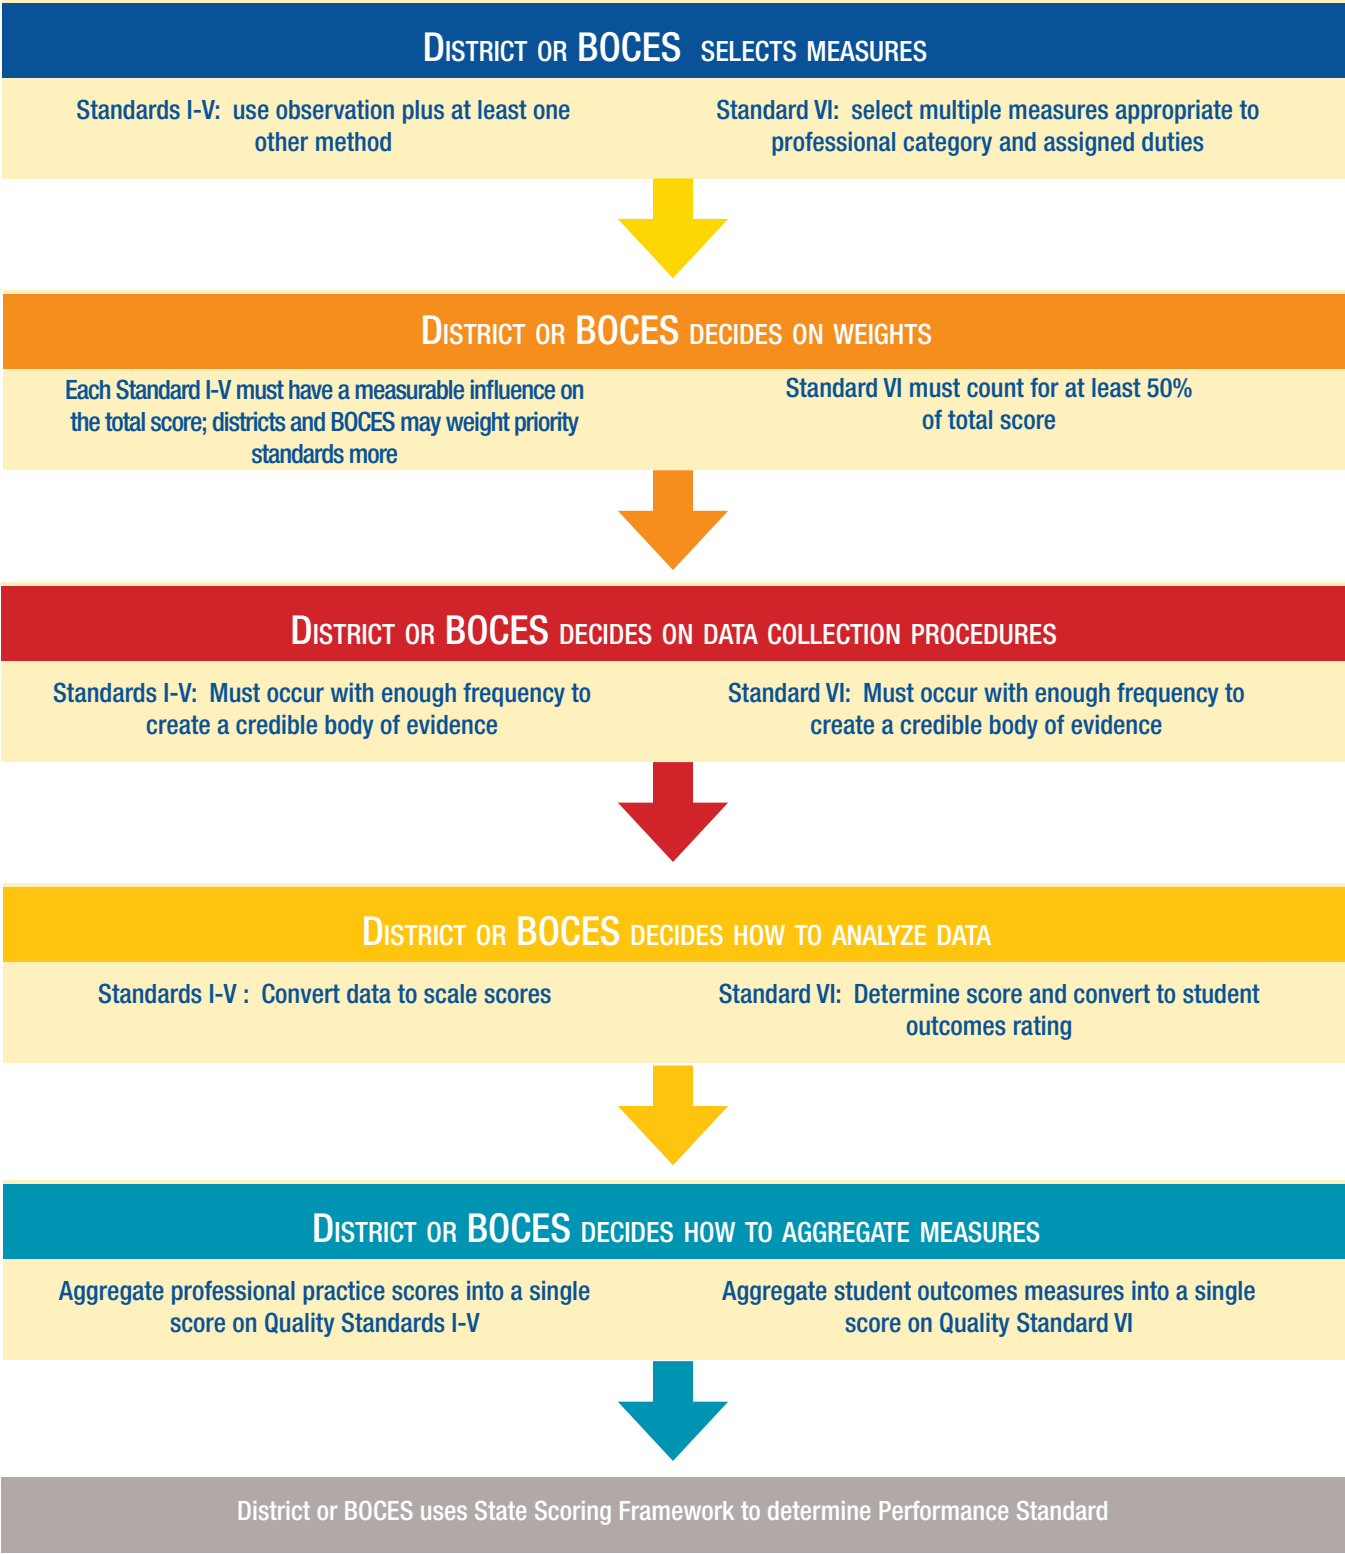 District or BOCES selects measures
Standards I-V: use observation plus at least one
other method
Standard VI: select multiple measures appropriate to
professional category and assigned duties
District or BOCES decides on weights
Each Standard I-V must have a measurable influence on
the total score; districts and BOCES may weight priority
standards more
Standard VI must count for at least 50%
of total score
District or BOCES decides on data collection procedures
Standards I-V: Must occur with enough frequency to
create a credible body of evidence
Standard VI: Must occur with enough frequency to
create a credible body of evidence
District or BOCES decides how to analyze data
Standards I-V : Convert data to scale scores
Standard VI: Determine score and convert to student
outcomes rating
District or BOCES decides how to aggregate measures
Aggregate professional practice scores into a single
score on Quality Standards I-V
Aggregate student outcomes measures into a single
score on Quality Standard VI
District or BOCES uses State Scoring Framework to determine Performance Standard